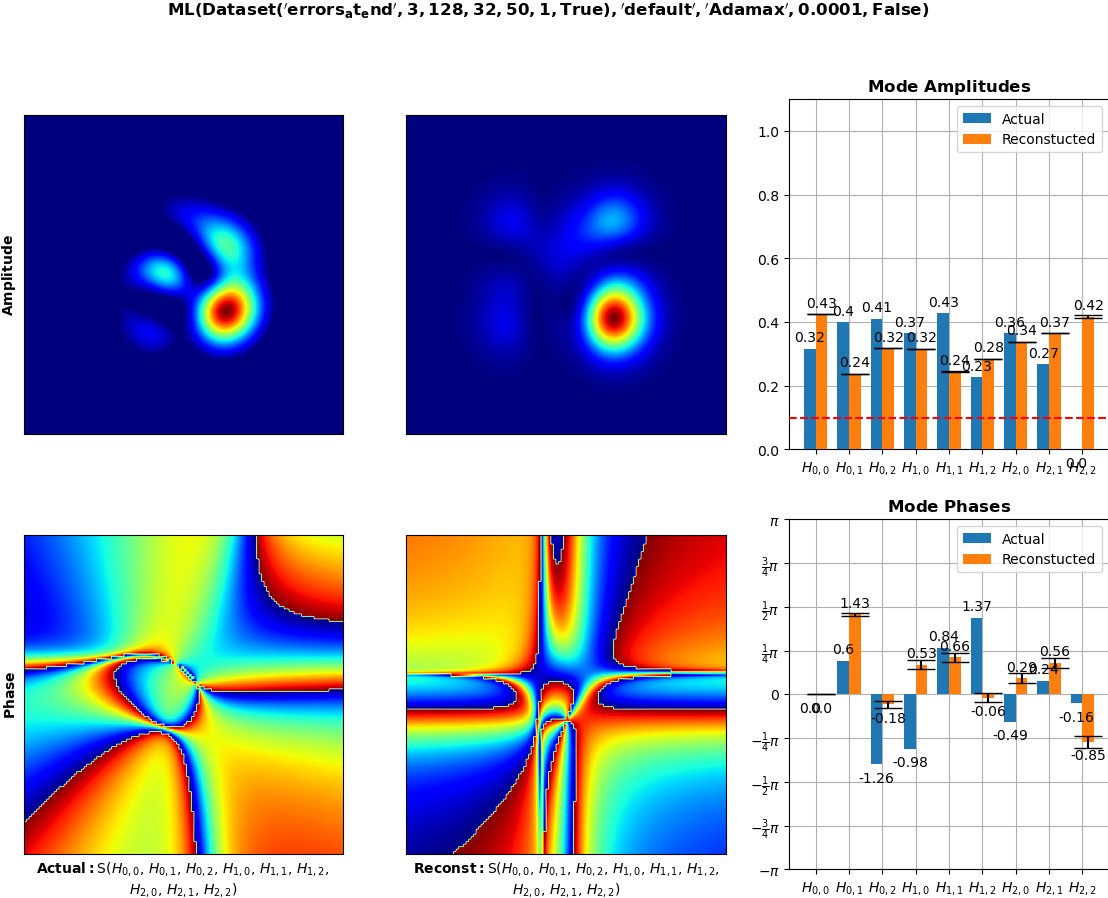 ML(Dataset('errors_at_end', 3, 128, 32, 50, 1, True), 'default', 'Adamax', 0.0001, False)
Amplitude
Mode Amplitudes
Actual
Reconstucted
1.0
0.8
0.6
0.4
0.2
0.0
0.32
0.43
0.4
0.24
0.41
0.32
0.37
0.32
0.43
0.24
0.23
0.28
0.36
0.34
0.27
0.37
0.0
0.42
H0,0 H0,1 H0,2 H1,0 H1,1 H1,2 H2,0 H2,1 H2,2
Phase
Mode Phases
Actual
Reconstucted
π
3/4π
1/2π
1/4π
0
−1/4π
−1/2π
−3/4π
−π
0.0
0.0
0.6
1.43
-1.26
-0.18
-0.98
0.53
0.84
0.66
1.37
-0.06
-0.49
0.29
0.24
0.56
-0.16
-0.85
H0,0 H0,1 H0,2 H1,0 H1,1 H1,2 H2,0 H2,1 H2,2
Actual: S(H0,0, H0,1, H0,2, H1,0, H1,1, H1,2,
H2,0, H2,1, H2,2)
Reconst: S(H0,0, H0,1, H0,2, H1,0, H1,1, H1,2,
H2,0, H2,1, H2,2)